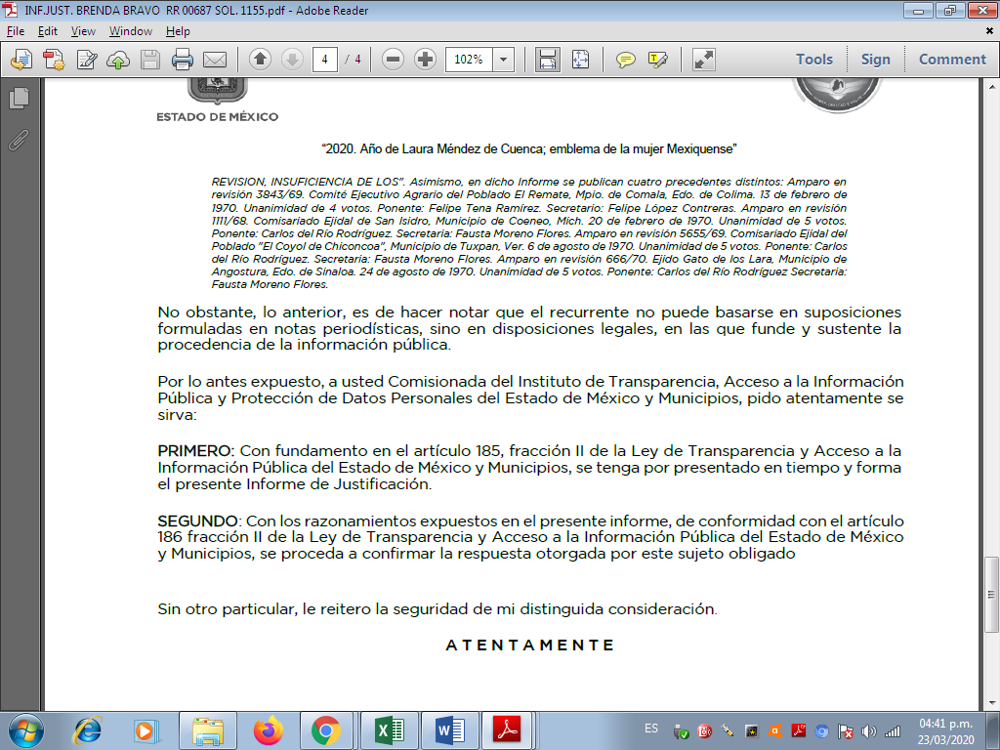 INFJUST. BRENDA BRAVO  RR 00687 SOL. 1155.pdf - Adobe Reader
File Edit View Window Help
4 / 4 102% Tools Sign Comment
ESTADO DE MÉXICO
“2020. Año de Laura Méndez de Cuenca; emblema de la mujer Mexiquense”
REVISION, INSUFICIENCIA DE LOS". Asimismo, en dicho Informe se publican cuatro precedentes distintos: Amparo en
revisión 3843/69. Comité Ejecutivo Agrario del Poblado El Remate, Mpio. de Comala, Edo. de Colima. 13 de febrero de
1970. Unanimidad de 4 votos. Ponente: Felipe Tena Ramírez. Secretario: Felipe López Contreras. Amparo en revisión
1111/68. Comisariado Ejidal de San Isidro, Municipio de Coeneo, Mich. 20 de febrero de 1970. Unanimidad de 5 votos.
Ponente: Carlos del Río Rodríguez. Secretaria: Fausta Moreno Flores. Amparo en revisión 5655/69. Comisariado Ejidal del
Poblado "El Coyol de Chiconcoa", Municipio de Tuxpan, Ver. 6 de agosto de 1970. Unanimidad de 5 votos. Ponente: Carlos
del Río Rodríguez. Secretaria: Fausta Moreno Flores. Amparo en revisión 666/70. Ejido Gato de los Lara, Municipio de
Angostura, Edo. de Sinaloa. 24 de agosto de 1970. Unanimidad de 5 votos. Ponente: Carlos del Río Rodríguez Secretaria:
Fausta Moreno Flores.
No obstante, lo anterior, es de hacer notar que el recurrente no puede basarse en suposiciones
formuladas en notas periodísticas, sino en disposiciones legales, en las que funde y sustente la
procedencia de la información pública.
Por lo antes expuesto, a usted Comisionada del Instituto de Transparencia, Acceso a la Información
Pública y Protección de Datos Personales del Estado de México y Municipios, pido atentamente se
sirva:
PRIMERO: Con fundamento en el artículo 185, fracción II de la Ley de Transparencia y Acceso a la
Información Pública del Estado de México y Municipios, se tenga por presentado en tiempo y forma
el presente Informe de Justificación.
SEGUNDO: Con los razonamientos expuestos en el presente informe, de conformidad con el artículo
186 fracción II de la Ley de Transparencia y Acceso a la Información Pública del Estado de México
y Municipios, se proceda a confirmar la respuesta otorgada por este sujeto obligado
Sin otro particular, le reitero la seguridad de mi distinguida consideración.
A T E N T A M E N T E
ES
04:41 p.m.
23/03/2020